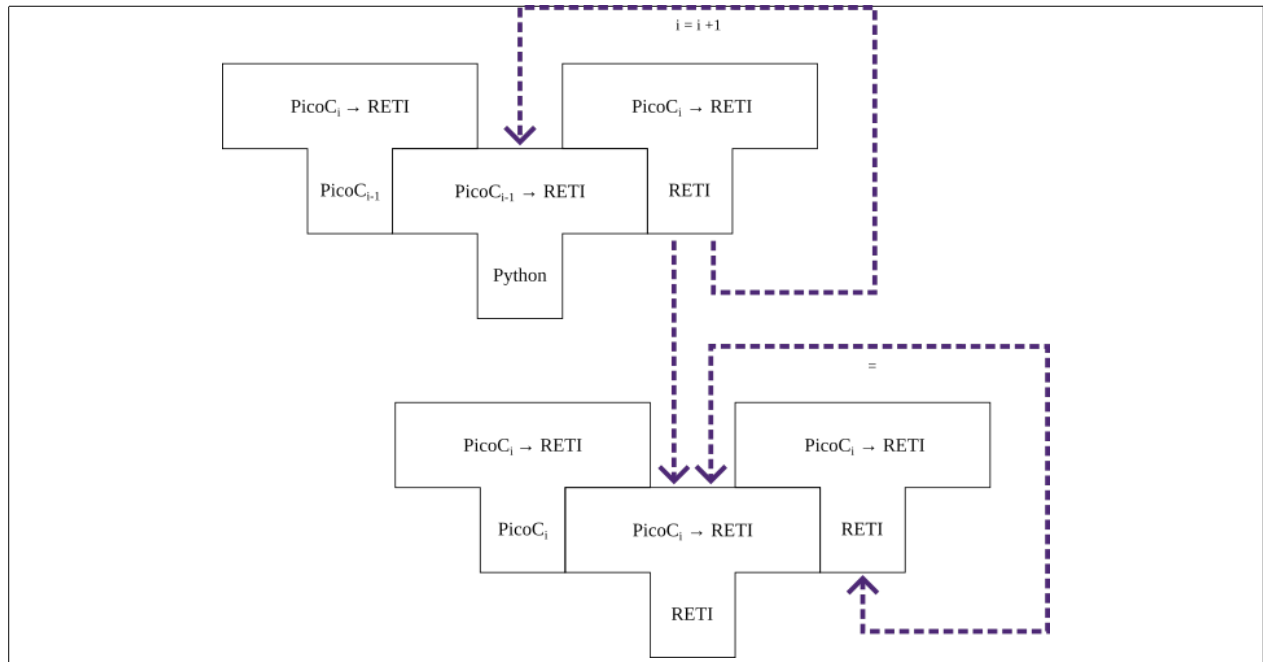 i = i +1
PicoCᵢ → RETI
PicoCᵢ → RETI
PicoCᵢ₋₁
PicoCᵢ₋₁ → RETI
RETI
Python
=
PicoCᵢ → RETI
PicoCᵢ → RETI
PicoCᵢ
PicoCᵢ → RETI
RETI
RETI